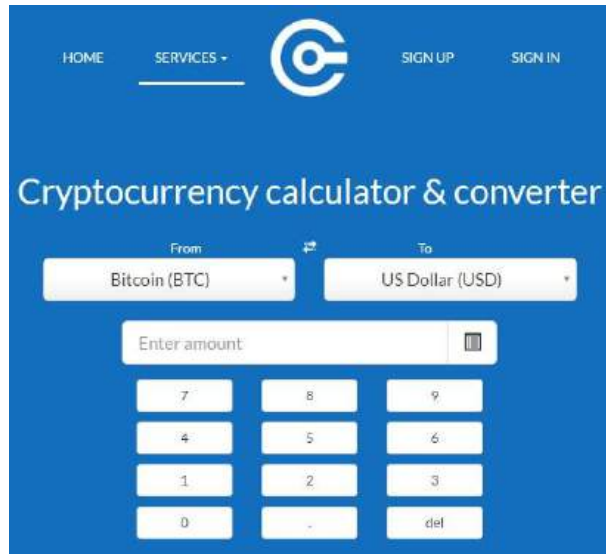 HOME SERVICES SIGN UP SIGN IN
Cryptocurrency calculator & converter
From To
Bitcoin (BTC) US Dollar (USD)
Enter amount
7 8 9
4 5 6
1 2 3
0 . del